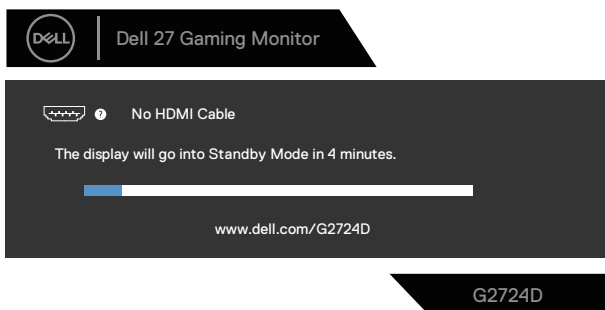 DELL
Dell 27 Gaming Monitor
? No HDMI Cable
The display will go into Standby Mode in 4 minutes.
www.dell.com/G2724D
G2724D